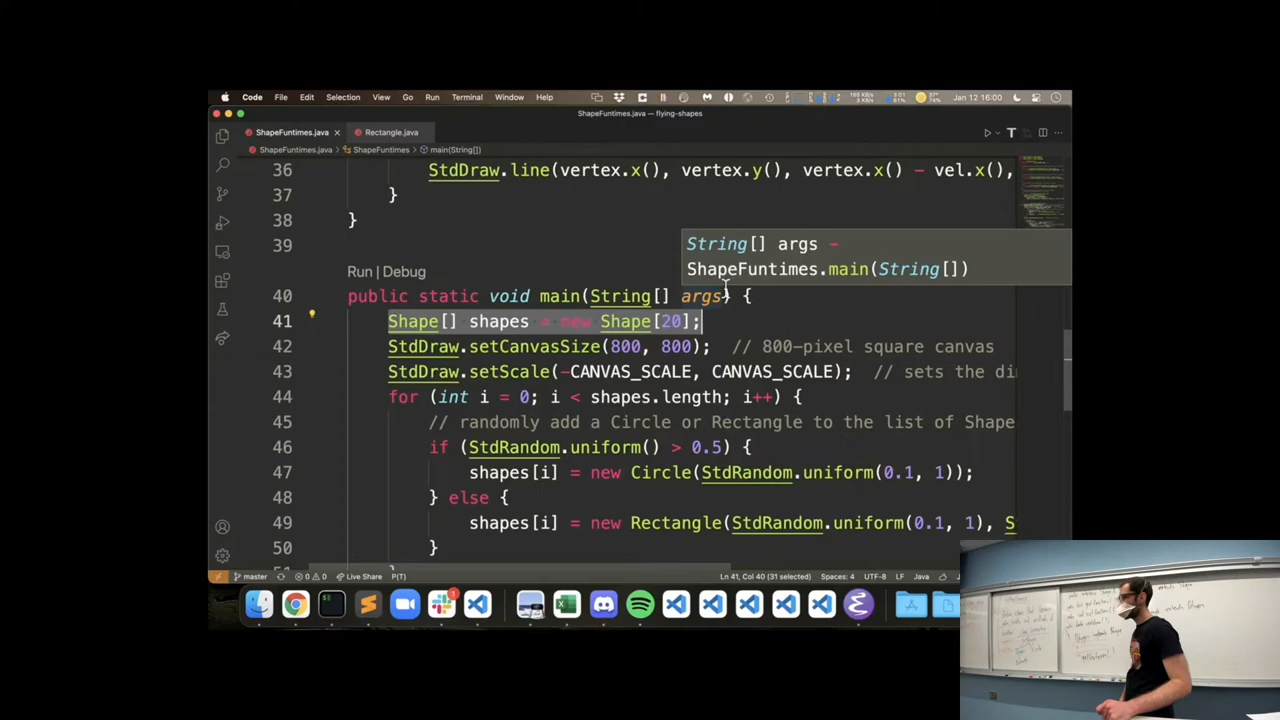 Code File Edit Selection View Go Run Terminal Window Help Jan 12 16:00
ShapeFuntimes.java — flying-shapes
ShapeFuntimes.java Rectangle.java
ShapeFuntimes.java > ShapeFuntimes > main(String[])
36 StdDraw.line(vertex.x(), vertex.y(), vertex.x() - vel.x(),
37 }
38 }
39
String[] args -
ShapeFuntimes.main(String[])
Run | Debug
40 public static void main(String[] args) {
41 Shape[] shapes = new Shape[20];
42 StdDraw.setCanvasSize(800, 800); // 800-pixel square canvas
43 StdDraw.setScale(-CANVAS_SCALE, CANVAS_SCALE); // sets the di
44 for (int i = 0; i < shapes.length; i++) {
45 // randomly add a Circle or Rectangle to the list of Shape
46 if (StdRandom.uniform() > 0.5) {
47 shapes[i] = new Circle(StdRandom.uniform(0.1, 1));
48 } else {
49 shapes[i] = new Rectangle(StdRandom.uniform(0.1, 1), S
50 }
master 0 0 Live Share P(T) Ln 41, Col 40 (31 selected) Spaces: 4 UTF-8 LF Java